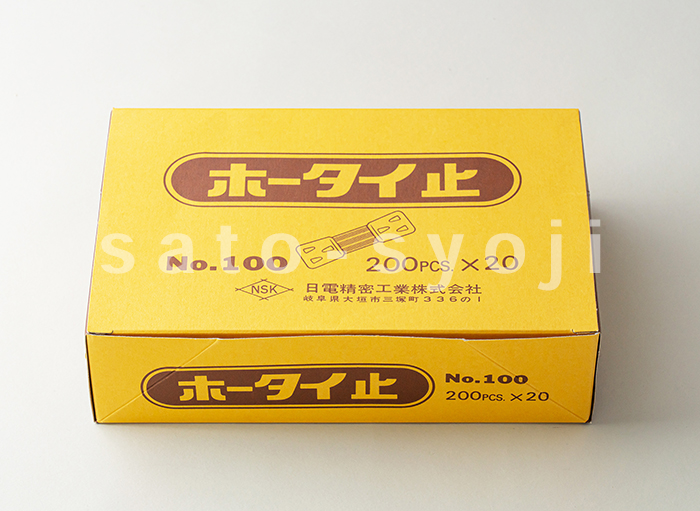 ホータイ止
No.100 200PCS. × 20
sato-syoji
NSK 日電精密工業株式会社
岐阜県大垣市三塚町336の1
ホータイ止 No.100
200PCS. × 20